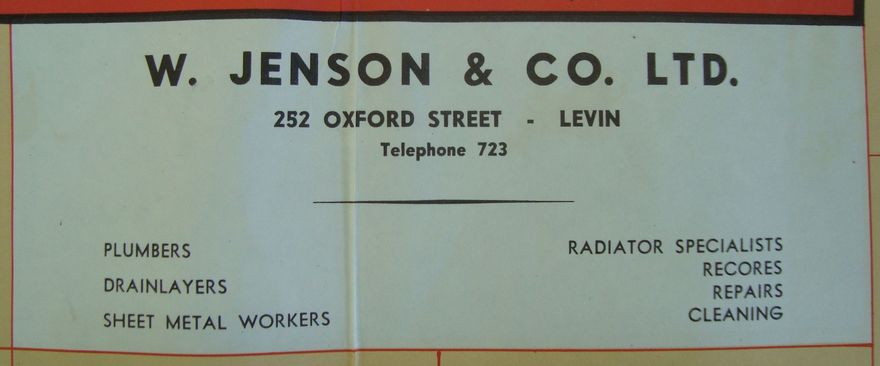 W. JENSON & CO. LTD.
252 OXFORD STREET - LEVIN
Telephone 723
PLUMBERS
DRAINLAYERS
SHEET METAL WORKERS
RADIATOR SPECIALISTS
RECORES
REPAIRS
CLEANING